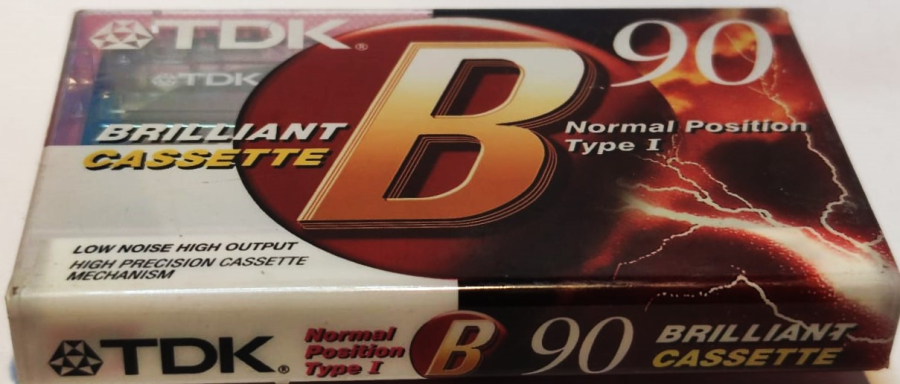 TDK®
TDK
BRILLIANT
CASSETTE
B
90
Normal Position
Type I
LOW NOISE HIGH OUTPUT
HIGH PRECISION CASSETTE
MECHANISM
TDK®
Normal
Position
Type I
B
90
BRILLIANT
CASSETTE